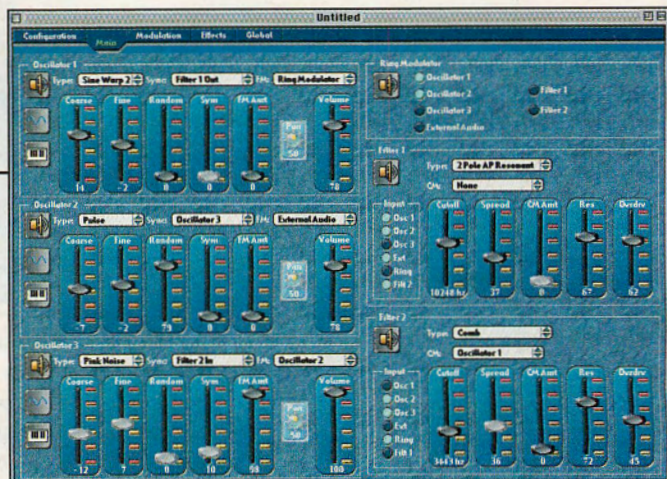 Untitled
Configuration Main Modulation Effects Global
Oscillator 1
Type: Sine Warp 2 Sync: Filter 1 Out FM: Ring Modulator
Coarse Fine Random Sym FM Amt Pan Volume
50
14 -2 0 0 0 78
Oscillator 2
Type: Pulse Sync: Oscillator 3 FM: External Audio
Coarse Fine Random Sym FM Amt Pan Volume
50
-7 -2 73 0 0 78
Oscillator 3
Type: Pink Noise Sync: Filter 2 In FM: Oscillator 2
Coarse Fine Random Sym FM Amt Pan Volume
50
-12 7 0 10 98 100
Ring Modulator
Oscillator 1
Oscillator 2 Filter 1
Oscillator 3 Filter 2
External Audio
Filter 1
Type: 2 Pole AP Resonant
CM: None
Input Cutoff Spread CM Amt Res Ovrdrv
Osc 1
Osc 2
Osc 3
Ext
Ring
Filt 2
10240 hz 37 0 67 62
Filter 2
Type: Comb
CM: Oscillator 1
Input Cutoff Spread CM Amt Res Ovrdrv
Osc 1
Osc 2
Osc 3
Ext
Ring
Filt 1
3643 hz 36 0 72 45